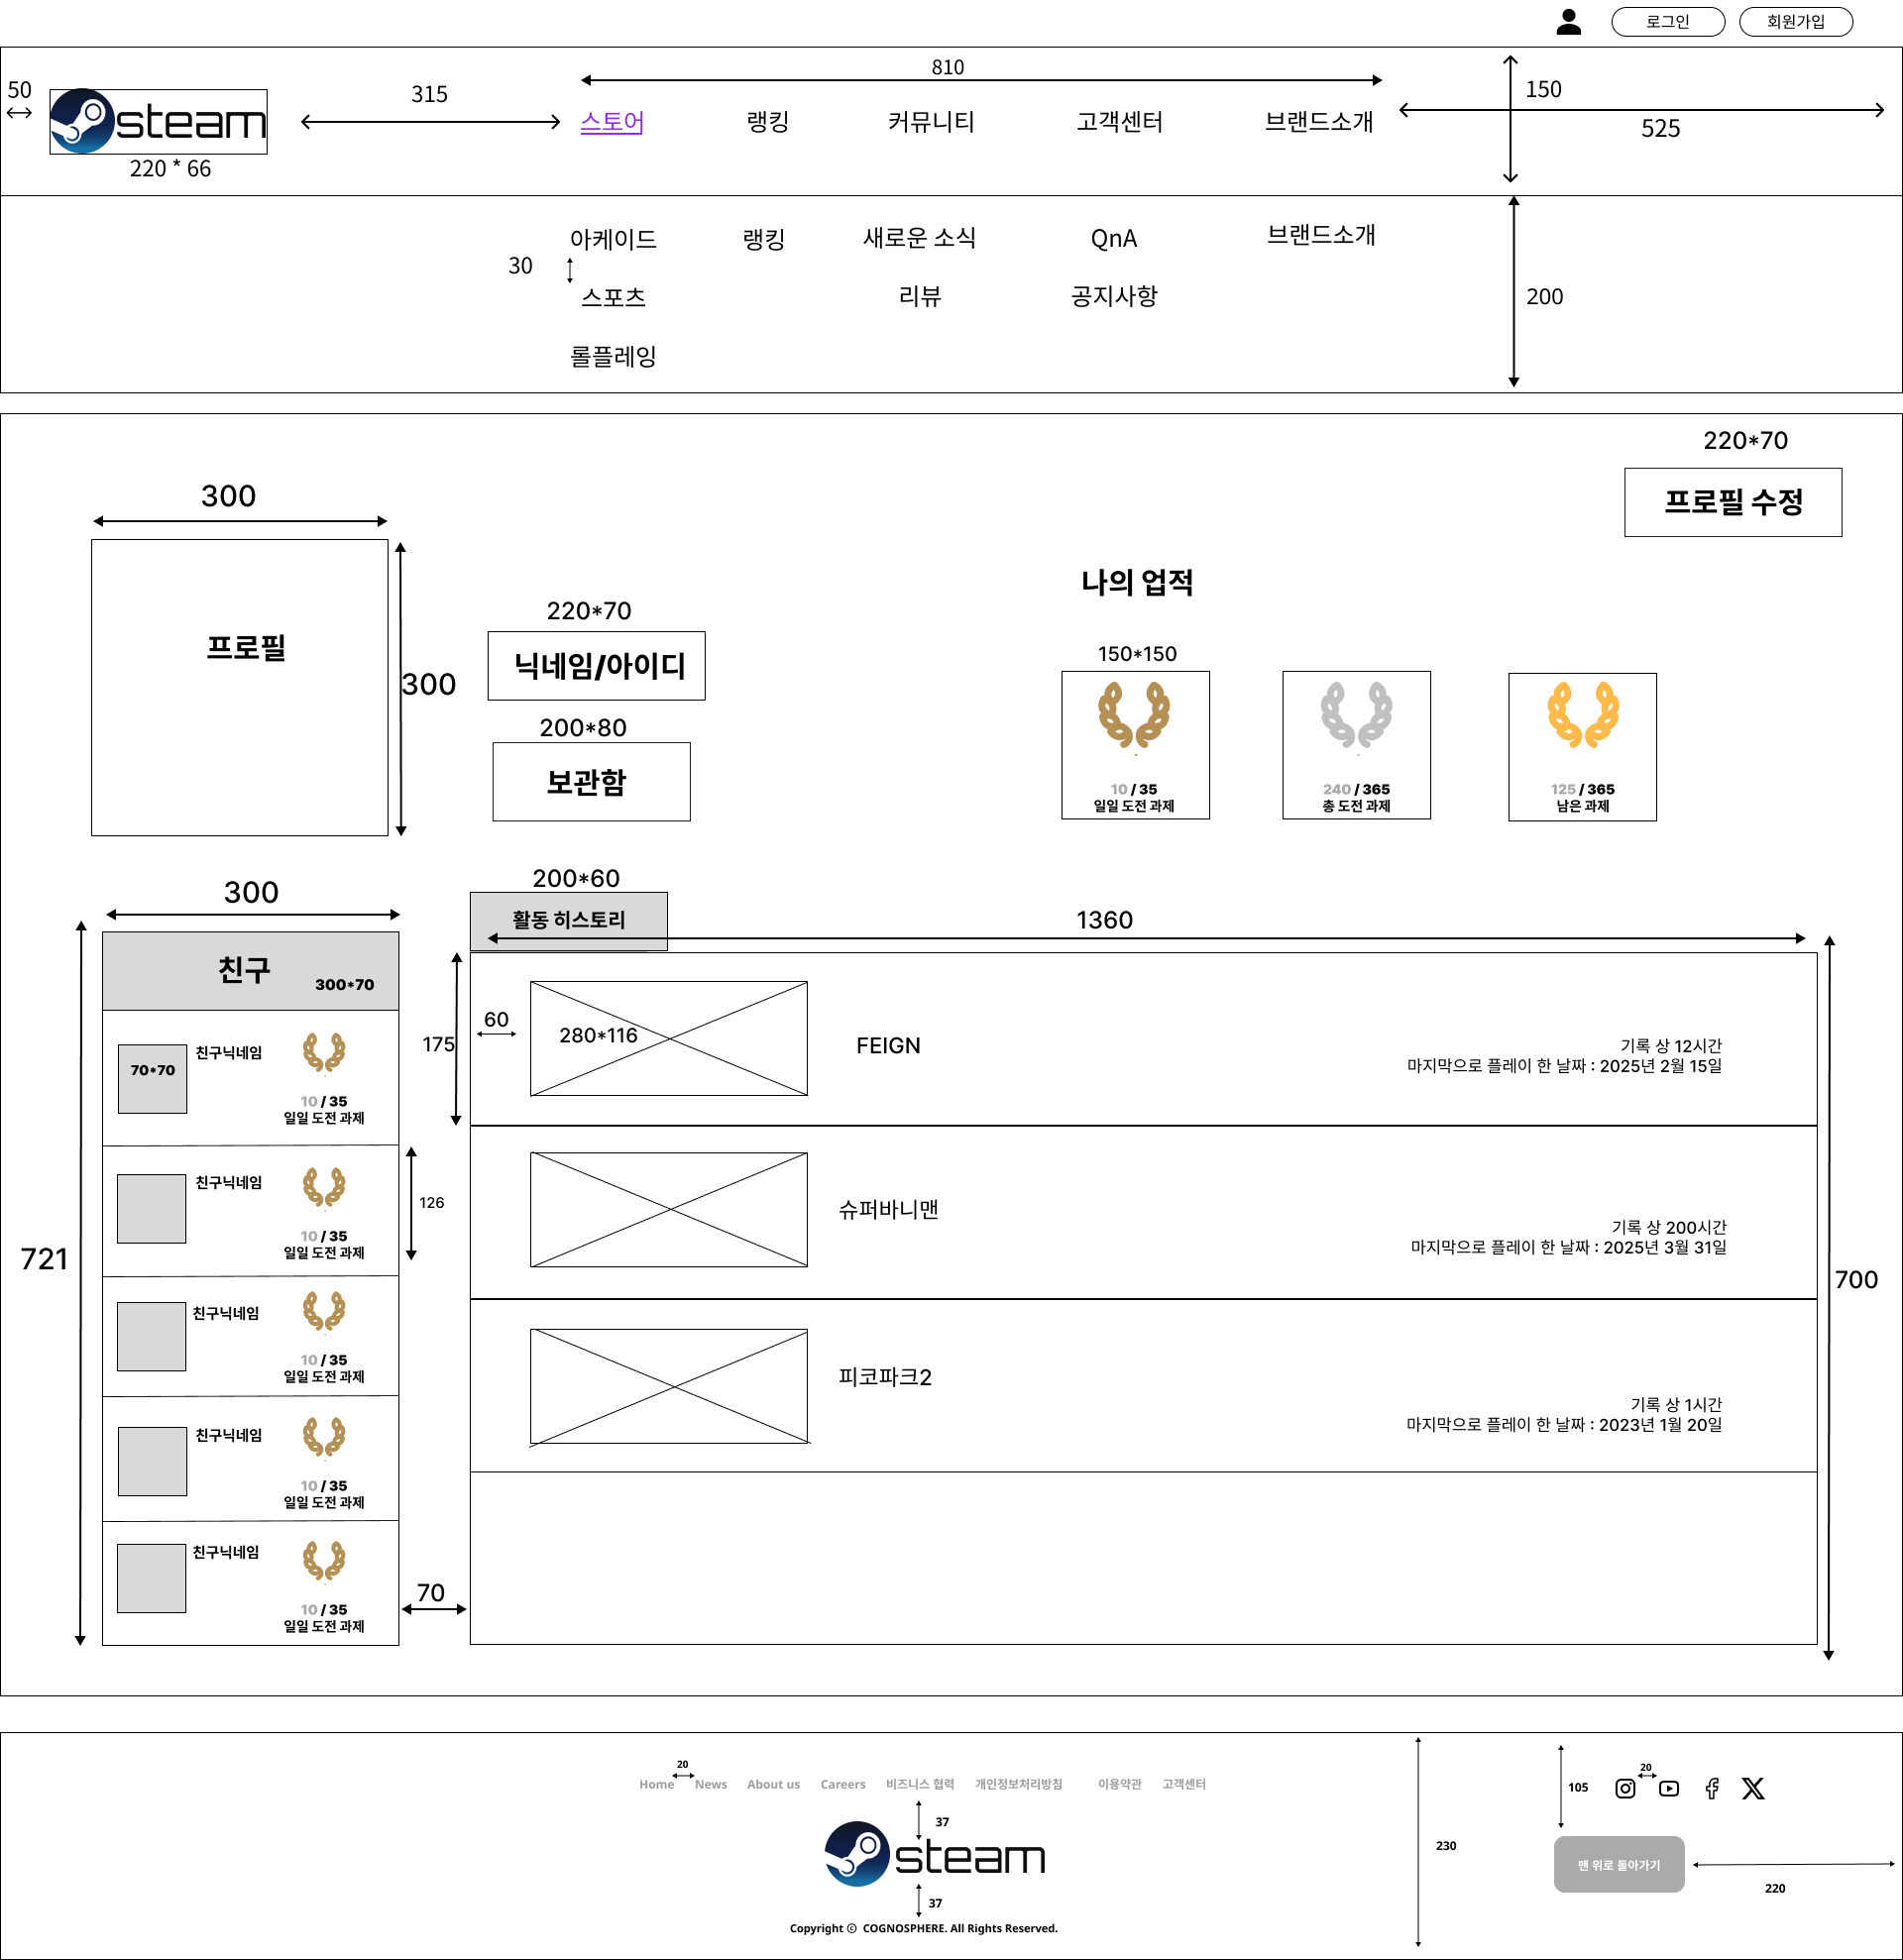 로그인 회원가입
50
315
810
150
525
steam
220 * 66
스토어 랭킹 커뮤니티 고객센터 브랜드소개
아케이드 랭킹 새로운 소식 QnA 브랜드소개
30
스포츠 리뷰 공지사항
200
롤플레잉
220*70
프로필 수정
300
프로필
300
220*70
닉네임/아이디
200*80
보관함
나의 업적
150*150
10 / 35
일일 도전 과제
240 / 365
총 도전 과제
125 / 365
남은 과제
300
721
친구
300*70
70*70
친구닉네임
10 / 35
일일 도전 과제
친구닉네임
10 / 35
일일 도전 과제
126
친구닉네임
10 / 35
일일 도전 과제
친구닉네임
10 / 35
일일 도전 과제
친구닉네임
10 / 35
일일 도전 과제
70
200*60
활동 히스토리
1360
175
60
280*116
FEIGN
기록 상 12시간
마지막으로 플레이 한 날짜 : 2025년 2월 15일
슈퍼바니맨
기록 상 200시간
마지막으로 플레이 한 날짜 : 2025년 3월 31일
700
피코파크2
기록 상 1시간
마지막으로 플레이 한 날짜 : 2023년 1월 20일
20
Home News About us Careers 비즈니스 협력 개인정보처리방침 이용약관 고객센터
37
steam
37
Copyright ⓒ COGNOSPHERE. All Rights Reserved.
230
105
20
맨 위로 돌아가기
220